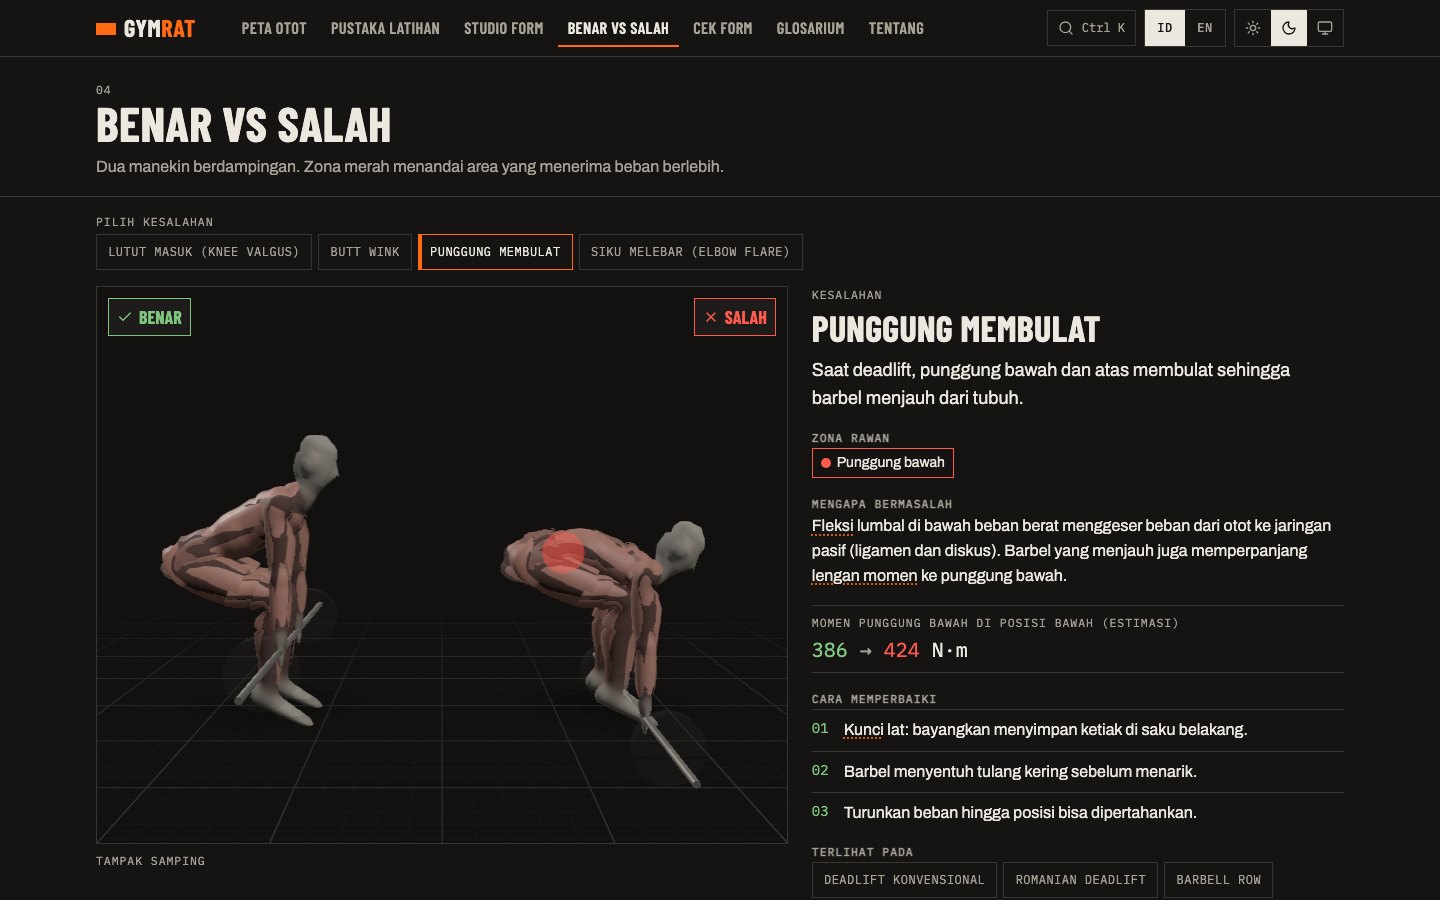 GYMRAT
PETA OTOT
PUSTAKA LATIHAN
STUDIO FORM
BENAR VS SALAH
CEK FORM
GLOSARIUM
TENTANG
Ctrl K
ID
EN
04
BENAR VS SALAH
Dua manekin berdampingan. Zona merah menandai area yang menerima beban berlebih.
PILIH KESALAHAN
LUTUT MASUK (KNEE VALGUS)
BUTT WINK
PUNGGUNG MEMBULAT
SIKU MELEBAR (ELBOW FLARE)
BENAR
SALAH
TAMPAK SAMPING
KESALAHAN
PUNGGUNG MEMBULAT
Saat deadlift, punggung bawah dan atas membulat sehingga
barbel menjauh dari tubuh.
ZONA RAWAN
Punggung bawah
MENGAPA BERMASALAH
Fleksi lumbal di bawah beban berat menggeser beban dari otot ke jaringan
pasif (ligamen dan diskus). Barbel yang menjauh juga memperpanjang
lengan momen ke punggung bawah.
MOMEN PUNGGUNG BAWAH DI POSISI BAWAH (ESTIMASI)
386 → 424 N·m
CARA MEMPERBAIKI
01 Kunci lat: bayangkan menyimpan ketiak di saku belakang.
02 Barbel menyentuh tulang kering sebelum menarik.
03 Turunkan beban hingga posisi bisa dipertahankan.
TERLIHAT PADA
DEADLIFT KONVENSIONAL
ROMANIAN DEADLIFT
BARBELL ROW